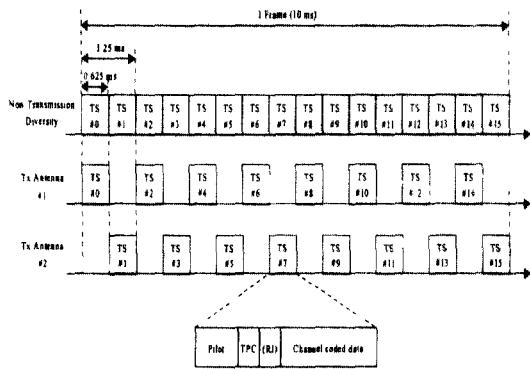 1 Frame (10 ms)
1.25 ms
0.625 ms
Non Transmission
Diversity
TS TS TS TS TS TS TS TS TS TS TS TS TS TS TS TS
#0 #1 #2 #3 #4 #5 #6 #7 #8 #9 #10 #11 #12 #13 #14 #15
Tx Antenna
#1
TS TS TS TS TS TS TS TS
#0 #2 #4 #6 #8 #10 #12 #14
Tx Antenna
#2
TS TS TS TS TS TS TS TS
#1 #3 #5 #7 #9 #11 #13 #15
Pilot TPC (RI) Channel coded data